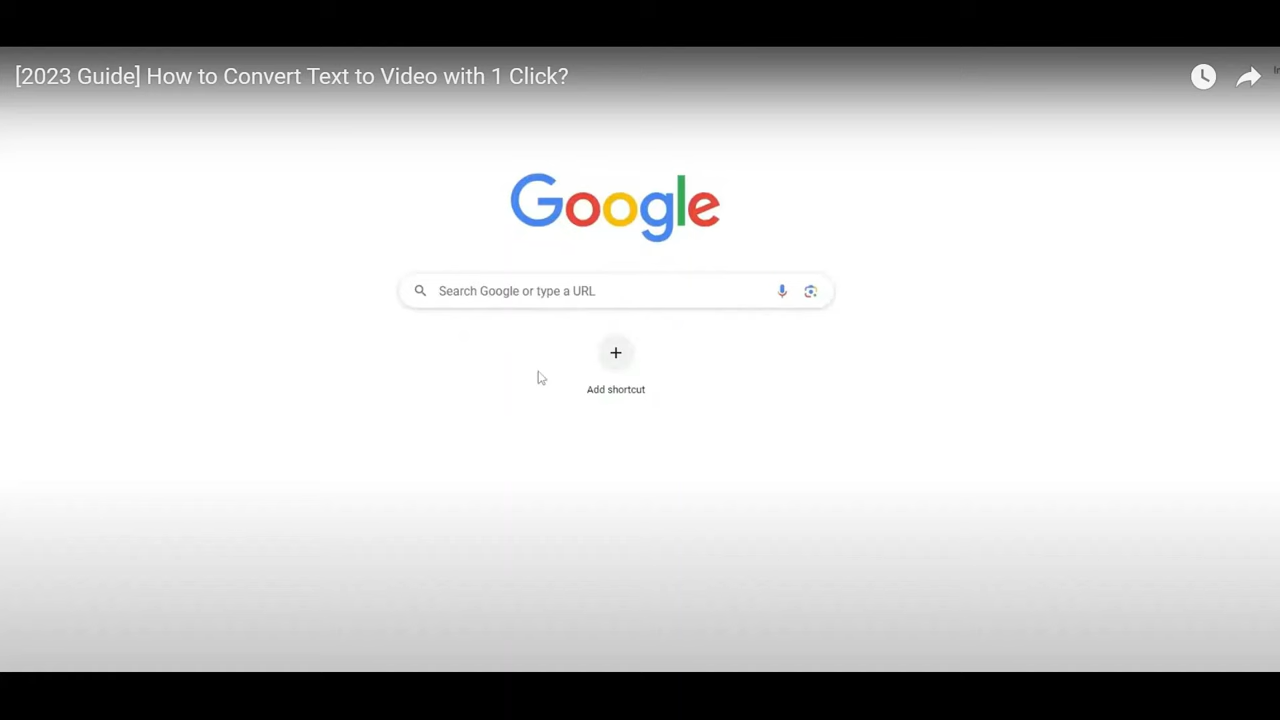 [2023 Guide] How to Convert Text to Video with 1 Click?
Google
Search Google or type a URL
Add shortcut